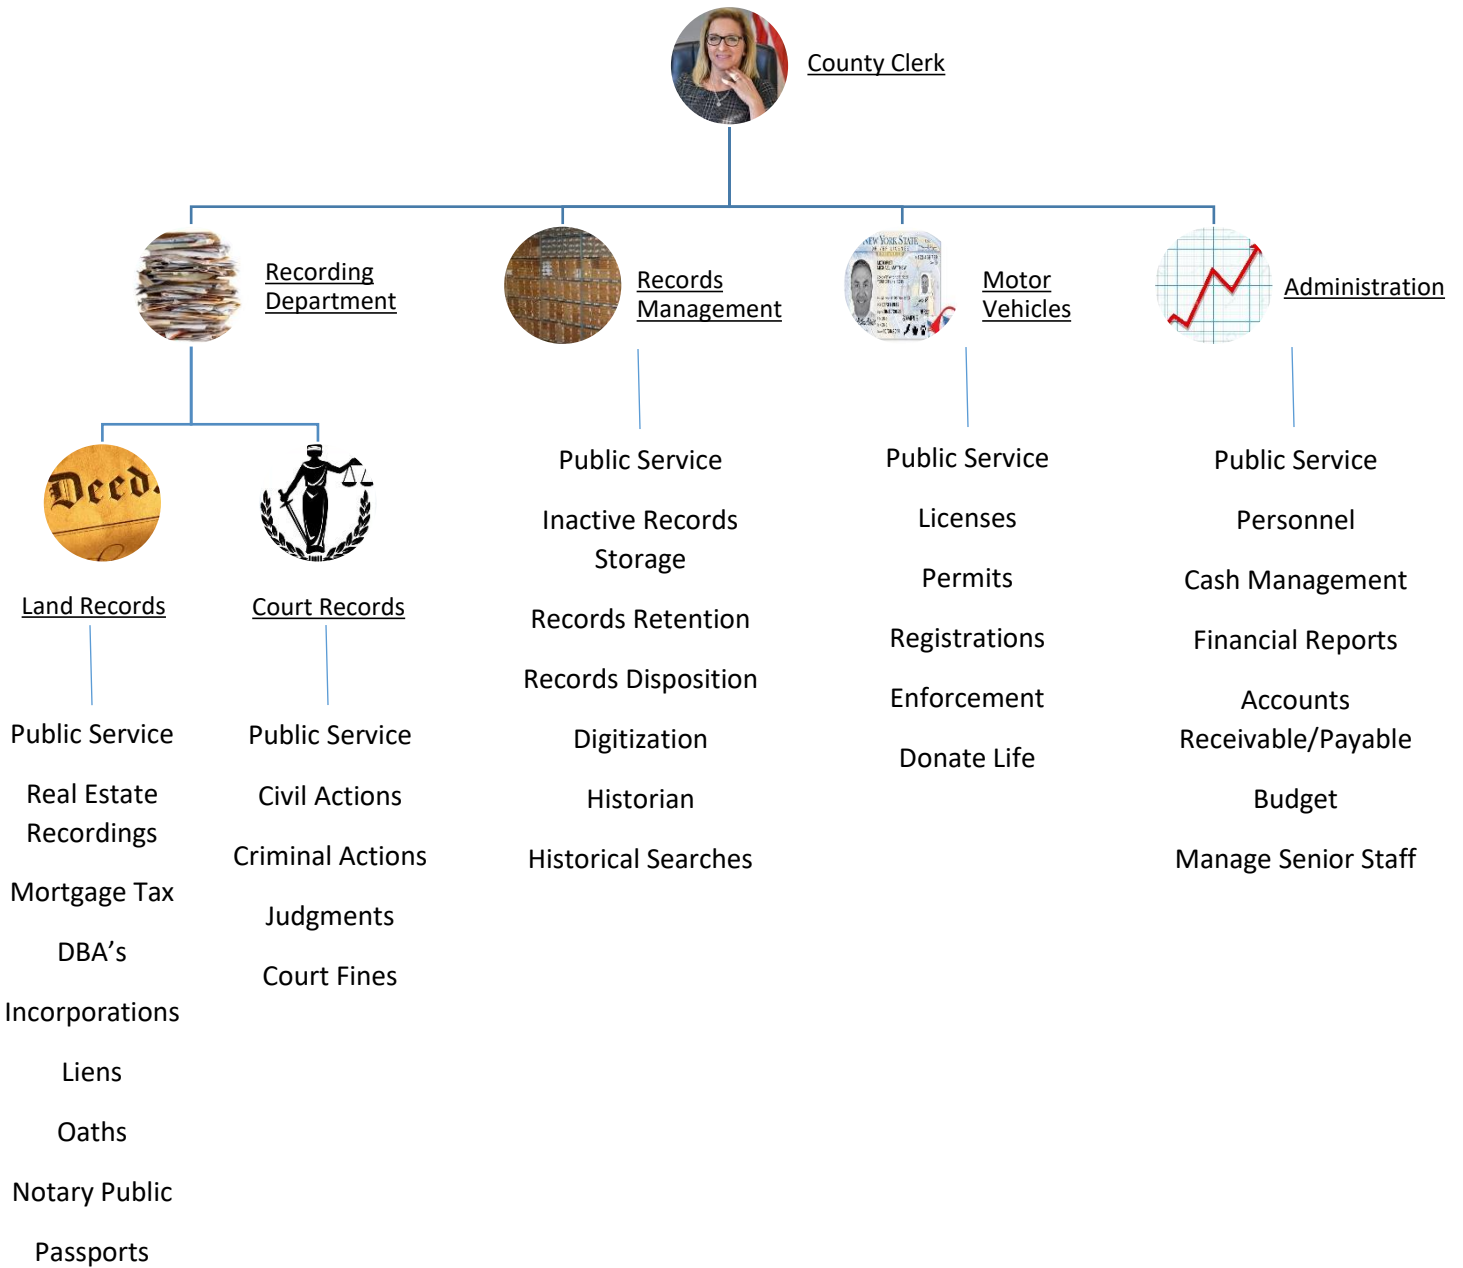 County Clerk
Recording
Department
Records
Management
Motor
Vehicles
Administration
NEW YORK STATE
Deed
Land Records
Public Service
Real Estate
Recordings
Mortgage Tax
DBA's
Incorporations
Liens
Oaths
Notary Public
Passports
Court Records
Public Service
Civil Actions
Criminal Actions
Judgments
Court Fines
Public Service
Inactive Records
Storage
Records Retention
Records Disposition
Digitization
Historian
Historical Searches
Public Service
Licenses
Permits
Registrations
Enforcement
Donate Life
Public Service
Personnel
Cash Management
Financial Reports
Accounts
Receivable/Payable
Budget
Manage Senior Staff